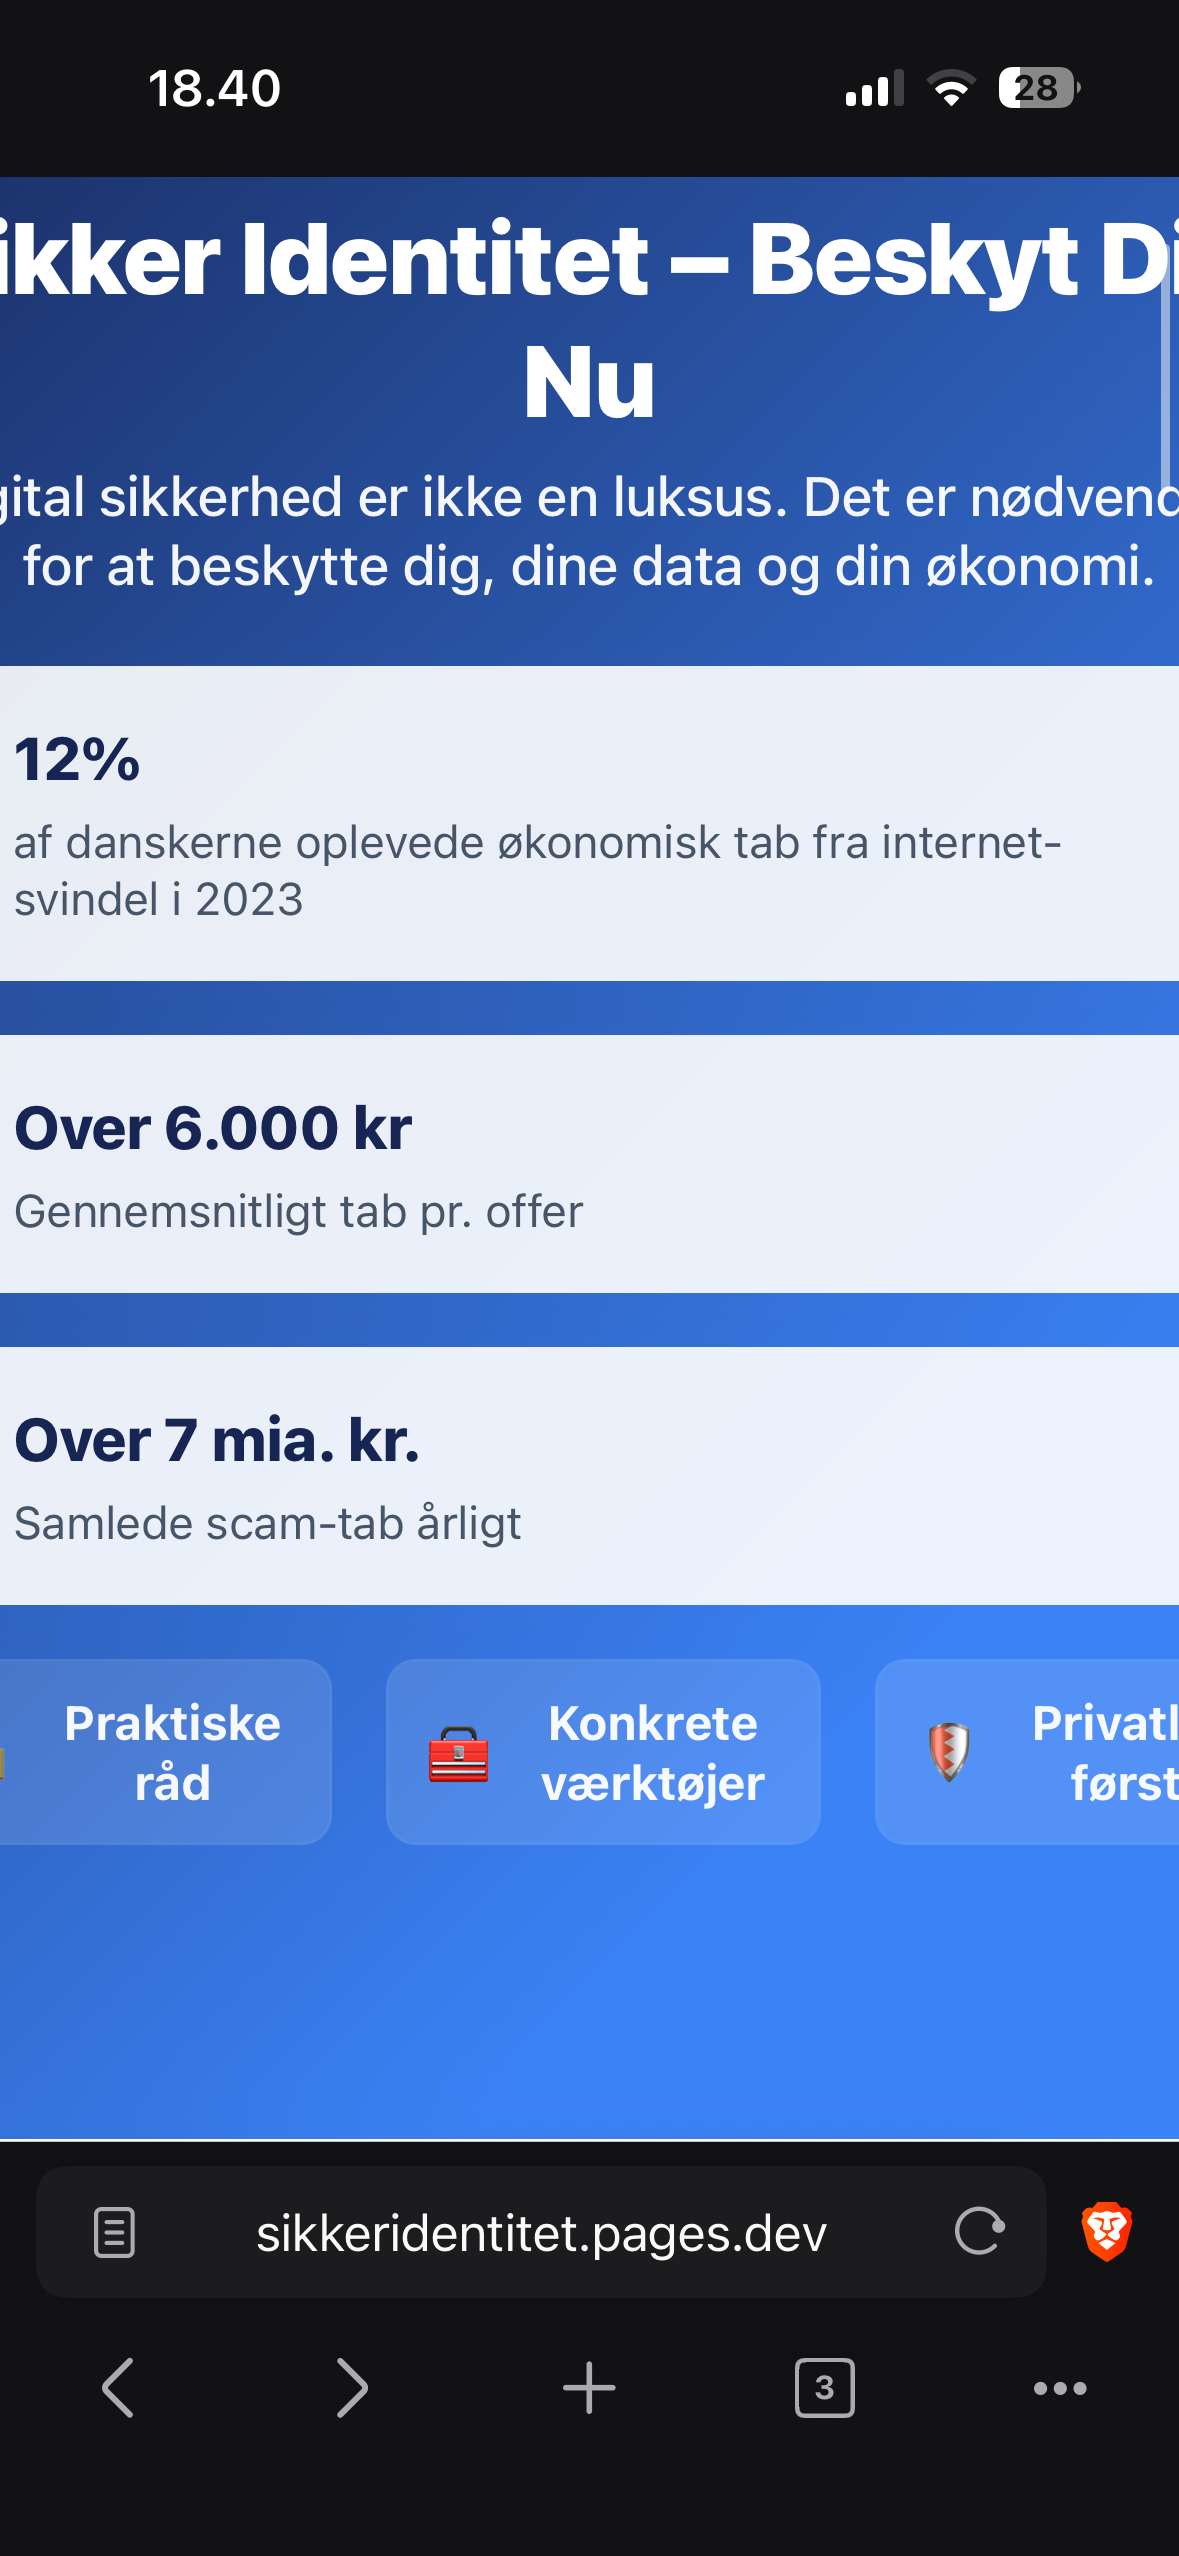 18.40
28
ikker Identitet – Beskyt Di
Nu
gital sikkerhed er ikke en luksus. Det er nødvend
for at beskytte dig, dine data og din økonomi.
12%
af danskerne oplevede økonomisk tab fra internet-
svindel i 2023
Over 6.000 kr
Gennemsnitligt tab pr. offer
Over 7 mia. kr.
Samlede scam-tab årligt
Praktiske
råd
Konkrete
værktøjer
Privatl
først
sikkeridentitet.pages.dev
3